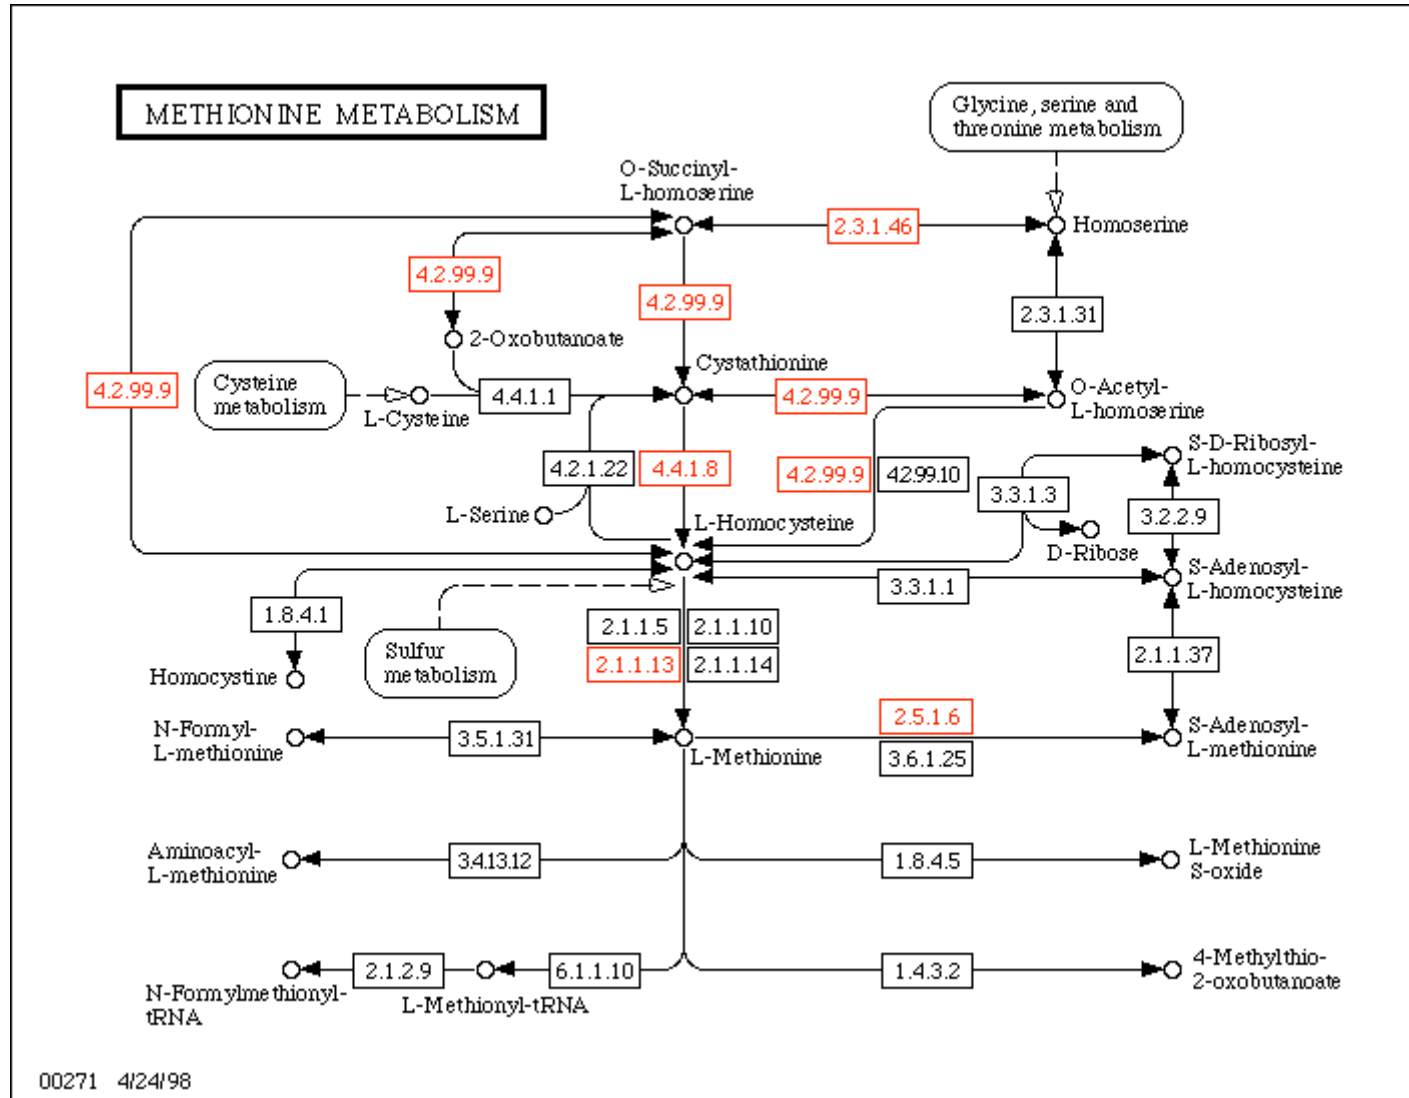 METHIONINE METABOLISM
Glycine, serine and
threonine metabolism
O-Succinyl-
L-homoserine
2.3.1.46
Homoserine
4.2.99.9
4.2.99.9
2.3.1.31
2-Oxobutanoate
Cystathionine
4.2.99.9
Cysteine
metabolism
L-Cysteine
4.4.1.1
4.2.99.9
O-Acetyl-
L-homoserine
S-D-Ribosyl-
L-homocysteine
4.2.1.22
4.4.1.8
4.2.99.9
4.2.99.10
3.3.1.3
3.2.2.9
L-Serine
L-Homocysteine
D-Ribose
S-Adenosyl-
L-homocysteine
3.3.1.1
1.8.4.1
2.1.1.5
2.1.1.10
Sulfur
metabolism
2.1.1.13
2.1.1.14
2.1.1.37
Homocystine
N-Formyl-
L-methionine
3.5.1.31
L-Methionine
2.5.1.6
3.6.1.25
S-Adenosyl-
L-methionine
Aminoacyl-
L-methionine
3.4.13.12
1.8.4.5
L-Methionine
S-oxide
2.1.2.9
6.1.1.10
1.4.3.2
4-Methylthio-
2-oxobutanoate
N-Formylmethionyl-
tRNA
L-Methionyl-tRNA
00271 4/24/98